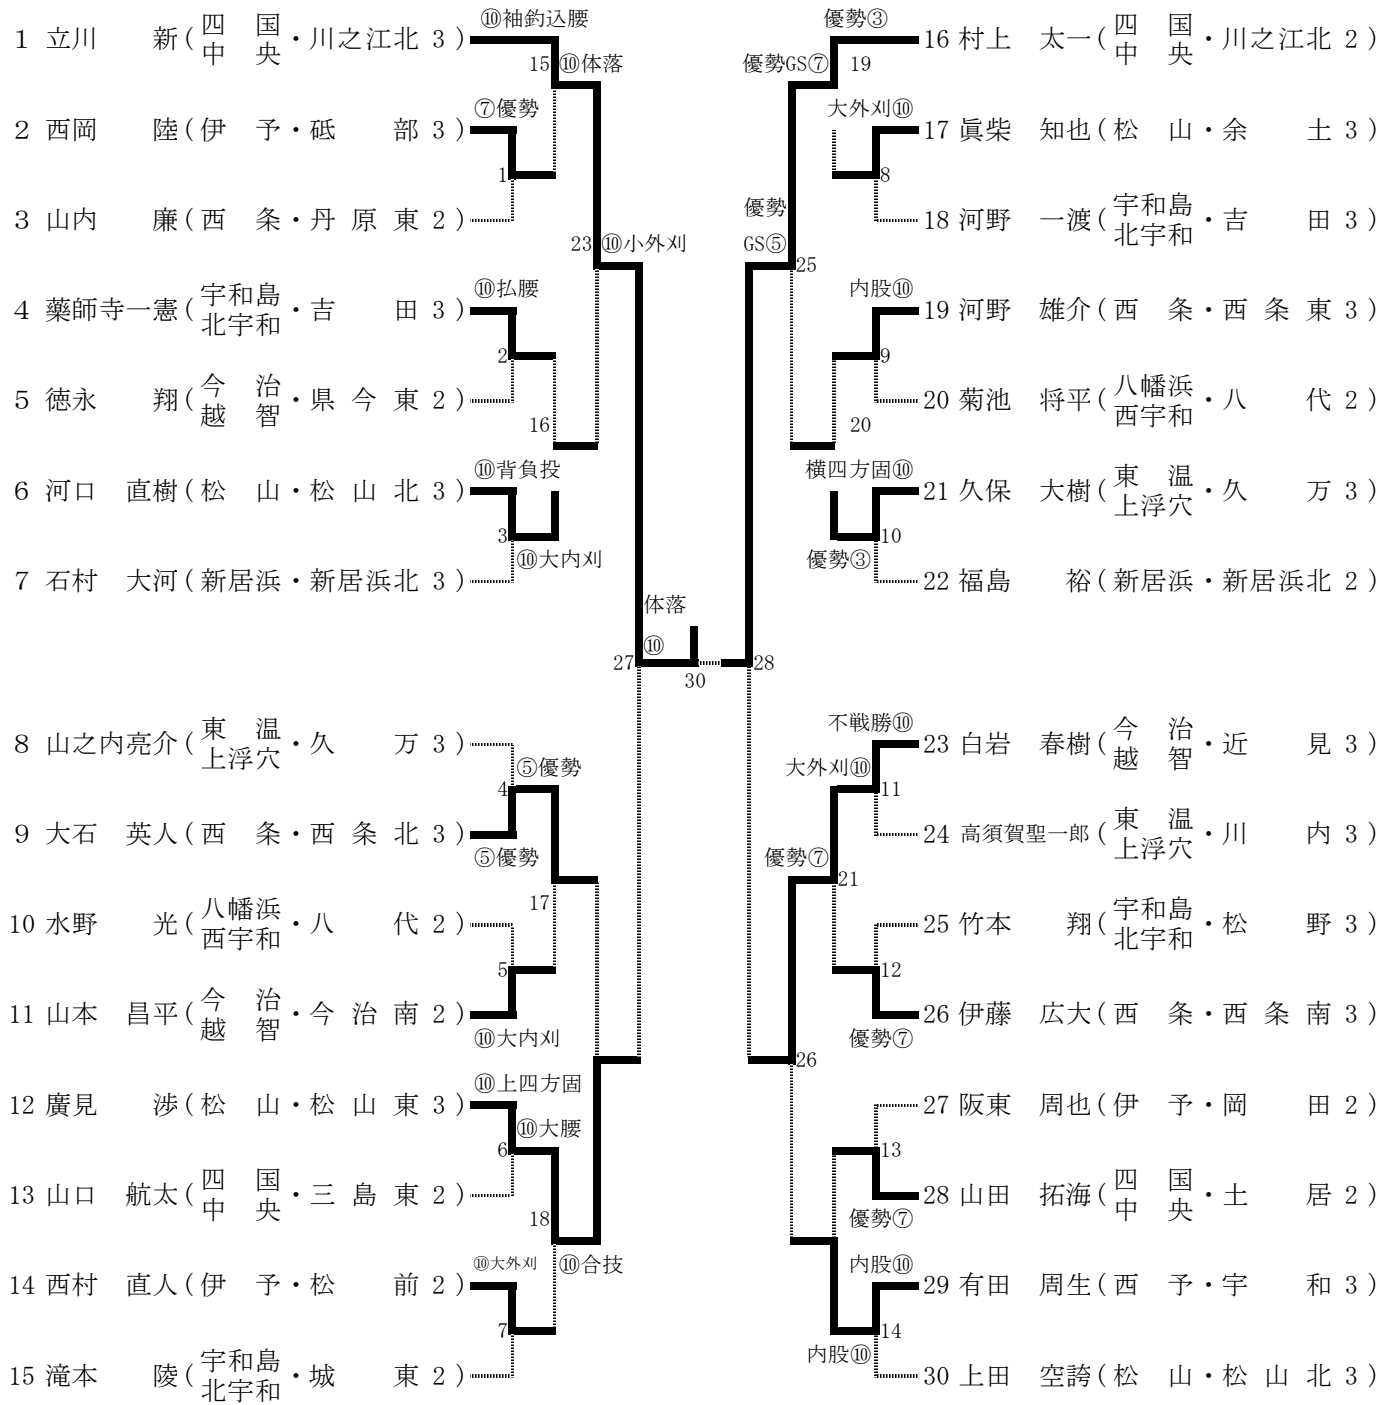 ⑩袖釣込腰
1 立川 新(四国中央・川之江北 3)
15 ⑩体落
⑦優勢
2 西岡 陸(伊予・砥部 3)
1
3 山内 廉(西条・丹原東 2)
23 ⑩小外刈
⑩払腰
4 藥師寺一憲(宇和島北宇和・吉田 3)
2
5 徳永 翔(今治越智・県今東 2)
16
⑩背負投
6 河口 直樹(松山・松山北 3)
3 ⑩大内刈
7 石村 大河(新居浜・新居浜北 3)
体落
⑩
27
30
28
8 山之内亮介(東温上浮穴・久万 3)
⑤優勢
4
9 大石 英人(西条・西条北 3)
⑤優勢
17
10 水野 光(八幡浜西宇和・八代 2)
5
11 山本 昌平(今治越智・今治南 2)
⑩大内刈
⑩上四方固
12 廣見 渉(松山・松山東 3)
⑩大腰
6
13 山口 航太(四国中央・三島東 2)
18
⑩大外刈 ⑩合技
14 西村 直人(伊予・松前 2)
7
15 滝本 陵(宇和島北宇和・城東 2)
優勢③
16 村上 太一(四国中央・川之江北 2)
優勢GS⑦ 19
大外刈⑩
17 眞柴 知也(松山・余土 3)
8
優勢
18 河野 一渡(宇和島北宇和・吉田 3)
GS⑤
25
内股⑩
19 河野 雄介(西条・西条東 3)
9
20 菊池 将平(八幡浜西宇和・八代 2)
20
横四方固⑩
21 久保 大樹(東温上浮穴・久万 3)
10
優勢③
22 福島 裕(新居浜・新居浜北 2)
不戦勝⑩
23 白岩 春樹(今治越智・近見 3)
大外刈⑩
11
24 高須賀聖一郎(東温上浮穴・川内 3)
優勢⑦
21
25 竹本 翔(宇和島北宇和・松野 3)
12
26 伊藤 広大(西条・西条南 3)
優勢⑦
26
27 阪東 周也(伊予・岡田 2)
13
28 山田 拓海(四国中央・土居 2)
優勢⑦
内股⑩
29 有田 周生(西予・宇和 3)
14
内股⑩
30 上田 空誇(松山・松山北 3)